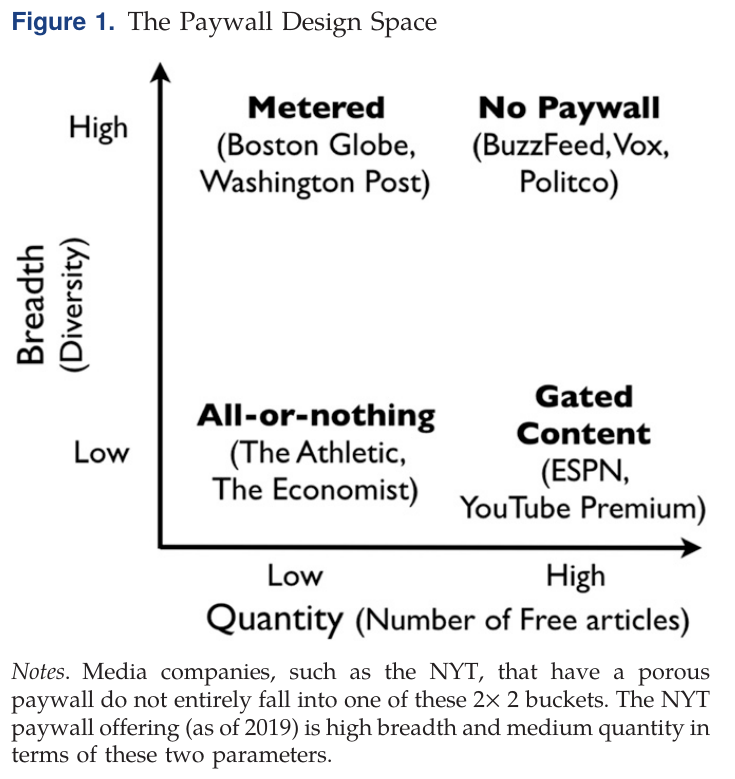 Figure 1. The Paywall Design Space
High
Metered
(Boston Globe,
Washington Post)
No Paywall
(BuzzFeed, Vox,
Politco)
Breadth
(Diversity)
Low
All-or-nothing
(The Athletic,
The Economist)
Gated
Content
(ESPN,
YouTube Premium)
Low
High
Quantity (Number of Free articles)
Notes. Media companies, such as the NYT, that have a porous
paywall do not entirely fall into one of these 2× 2 buckets. The NYT
paywall offering (as of 2019) is high breadth and medium quantity in
terms of these two parameters.